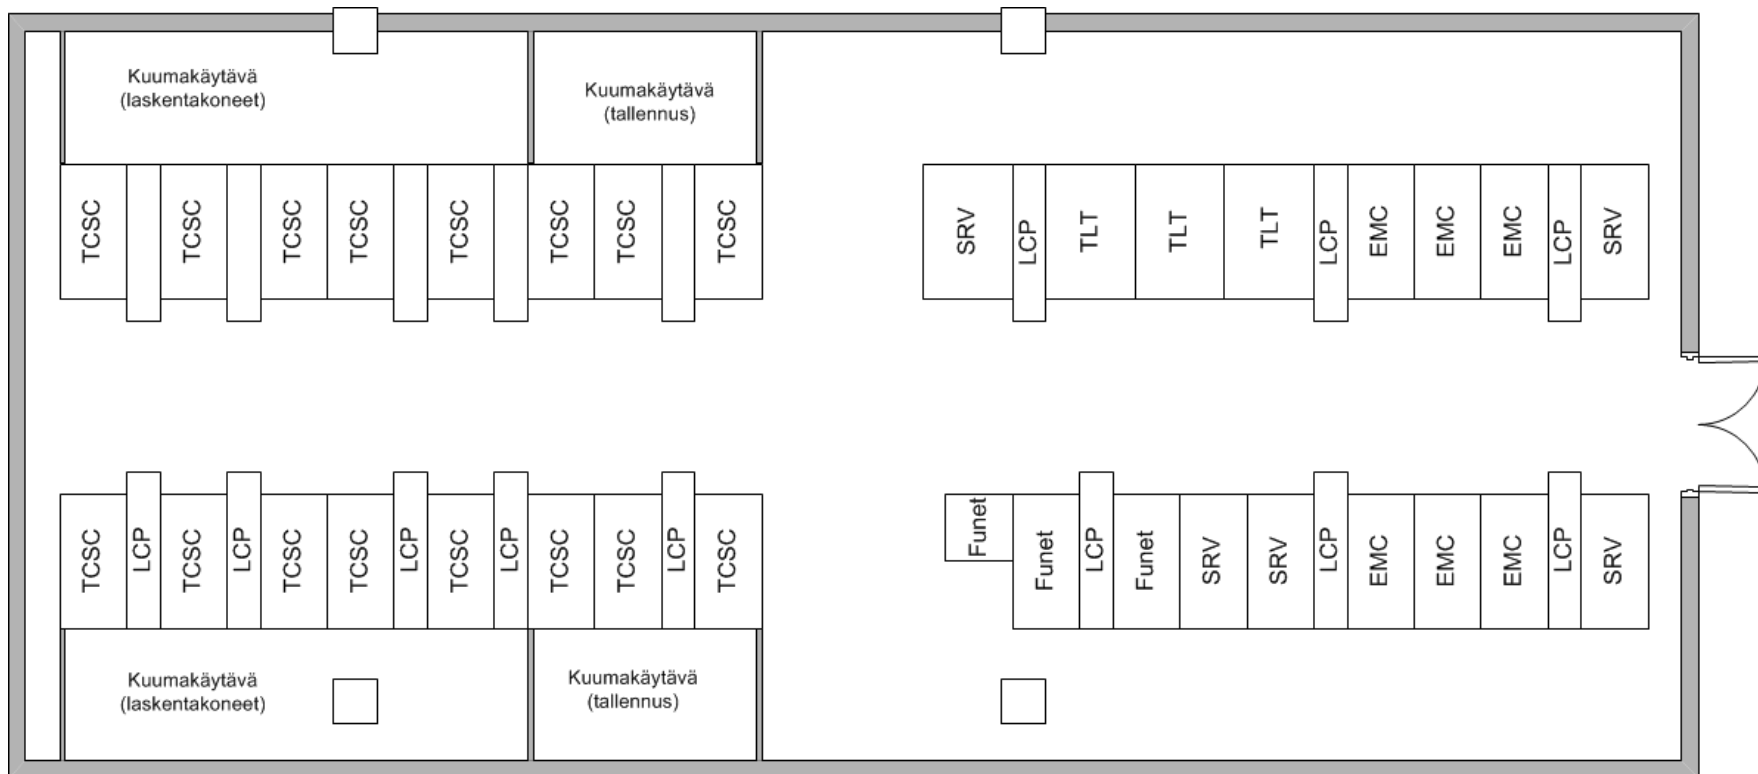 Kuumakäytävä
(laskentakoneet)
Kuumakäytävä
(tallennus)
TCSC
TCSC
TCSC
TCSC
TCSC
TCSC
TCSC
TCSC
SRV
LCP
TLT
TLT
TLT
LCP
EMC
EMC
EMC
LCP
SRV
TCSC
LCP
TCSC
LCP
TCSC
TCSC
LCP
TCSC
LCP
TCSC
TCSC
LCP
TCSC
Funet
Funet
LCP
Funet
SRV
SRV
LCP
EMC
EMC
EMC
LCP
SRV
Kuumakäytävä
(laskentakoneet)
Kuumakäytävä
(tallennus)